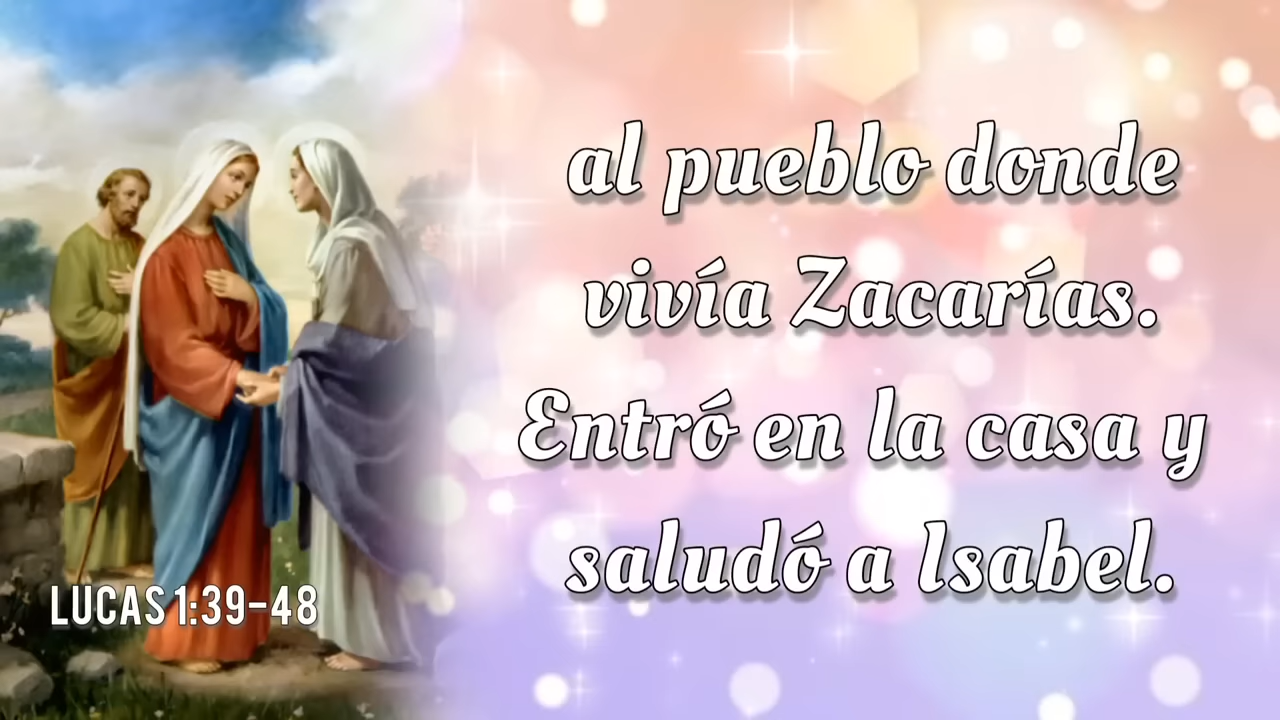 al pueblo donde
vivía Zacarías.
Entró en la casa y
saludó a Isabel.
LUCAS 1:39-48